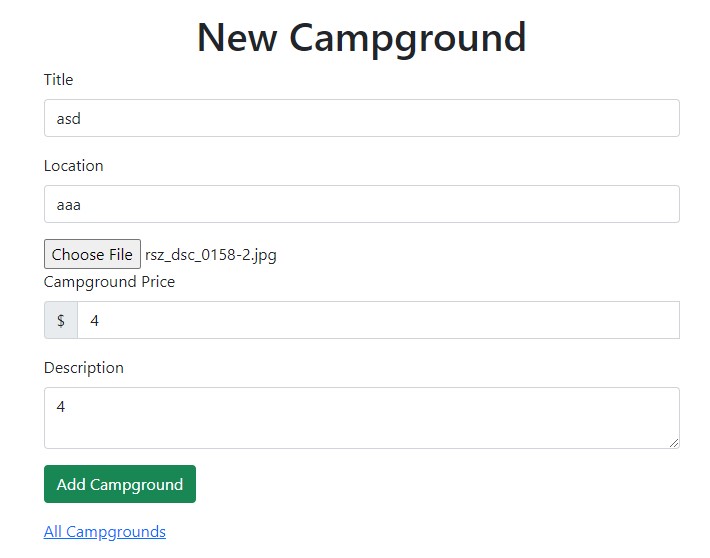 New Campground
Title
asd
Location
aaa
Choose File rsz_dsc_0158-2.jpg
Campground Price
$ 4
Description
4
Add Campground
All Campgrounds